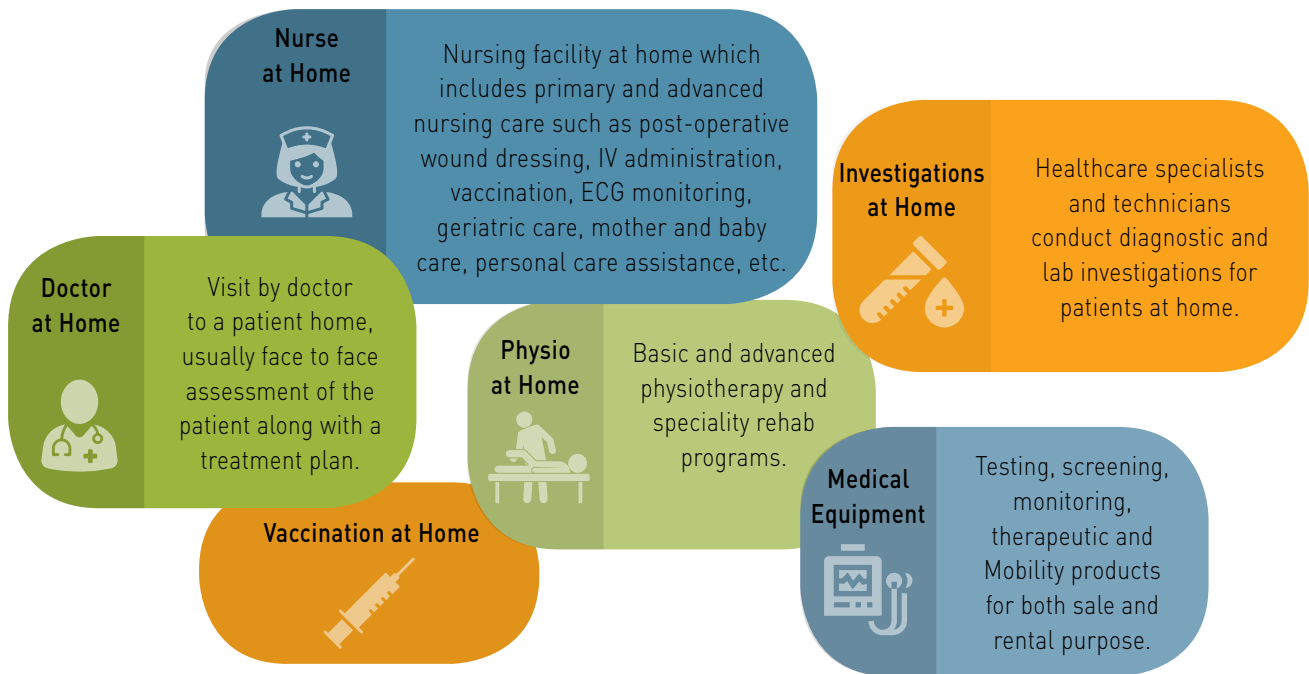 Nurse
at Home
Nursing facility at home which
includes primary and advanced
nursing care such as post-operative
wound dressing, IV administration,
vaccination, ECG monitoring,
geriatric care, mother and baby
care, personal care assistance, etc.
Investigations
at Home
Healthcare specialists
and technicians
conduct diagnostic and
lab investigations for
patients at home.
Doctor
at Home
Visit by doctor
to a patient home,
usually face to face
assessment of the
patient along with a
treatment plan.
Physio
at Home
Basic and advanced
physiotherapy and
speciality rehab
programs.
Medical
Equipment
Testing, screening,
monitoring,
therapeutic and
Mobility products
for both sale and
rental purpose.
Vaccination at Home